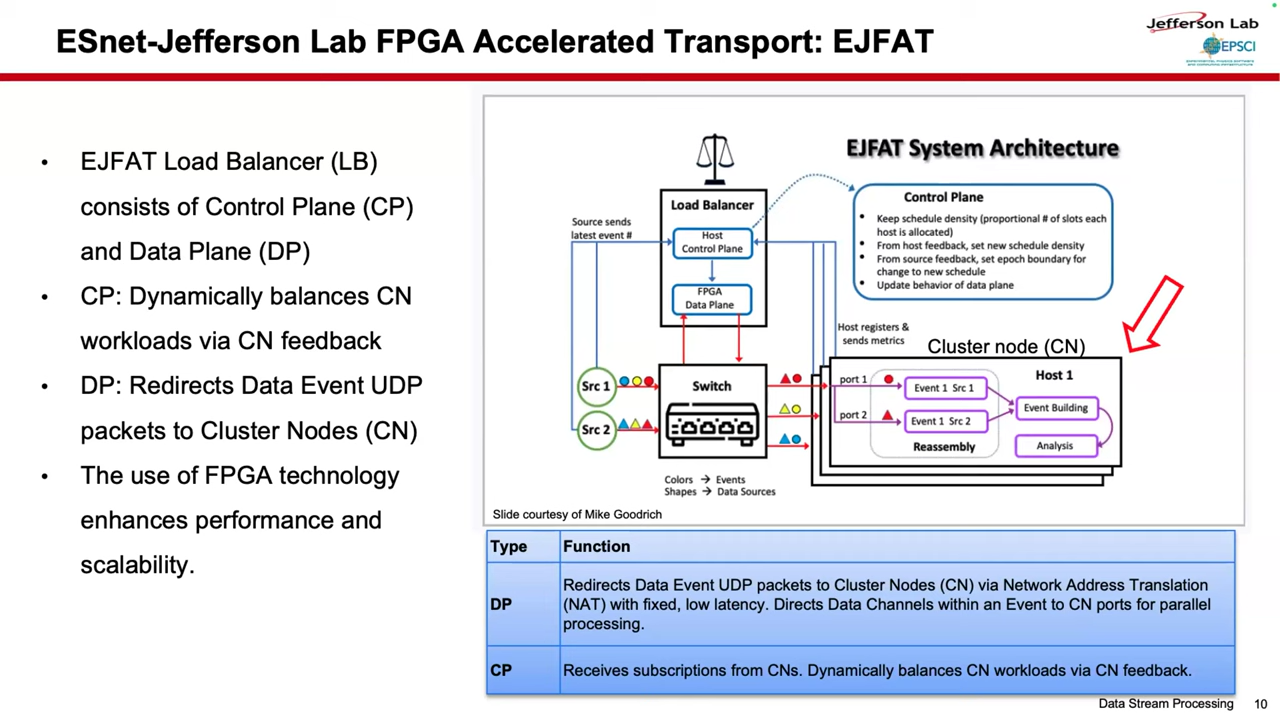 ESnet-Jefferson Lab FPGA Accelerated Transport: EJFAT
Jefferson Lab
EPSCI
• EJFAT Load Balancer (LB)
consists of Control Plane (CP)
and Data Plane (DP)
• CP: Dynamically balances CN
workloads via CN feedback
• DP: Redirects Data Event UDP
packets to Cluster Nodes (CN)
• The use of FPGA technology
enhances performance and
scalability.
EJFAT System Architecture
Load Balancer
Source sends
latest event #
Host
Control Plane
FPGA
Data Plane
Control Plane
• Keep schedule density (proportional # of slots each
host is allocated)
• From host feedback, set new schedule density
• From source feedback, set epoch boundary for
change to new schedule
• Update behavior of data plane
Host registers &
sends metrics
Cluster node (CN)
Src 1
Src 2
Switch
port 1
port 2
Host 1
Event 1 Src 1
Event 1 Src 2
Reassembly
Event Building
Analysis
Colors → Events
Shapes → Data Sources
Slide courtesy of Mike Goodrich
Type Function
DP
Redirects Data Event UDP packets to Cluster Nodes (CN) via Network Address Translation
(NAT) with fixed, low latency. Directs Data Channels within an Event to CN ports for parallel
processing.
CP Receives subscriptions from CNs. Dynamically balances CN workloads via CN feedback.
Data Stream Processing 10